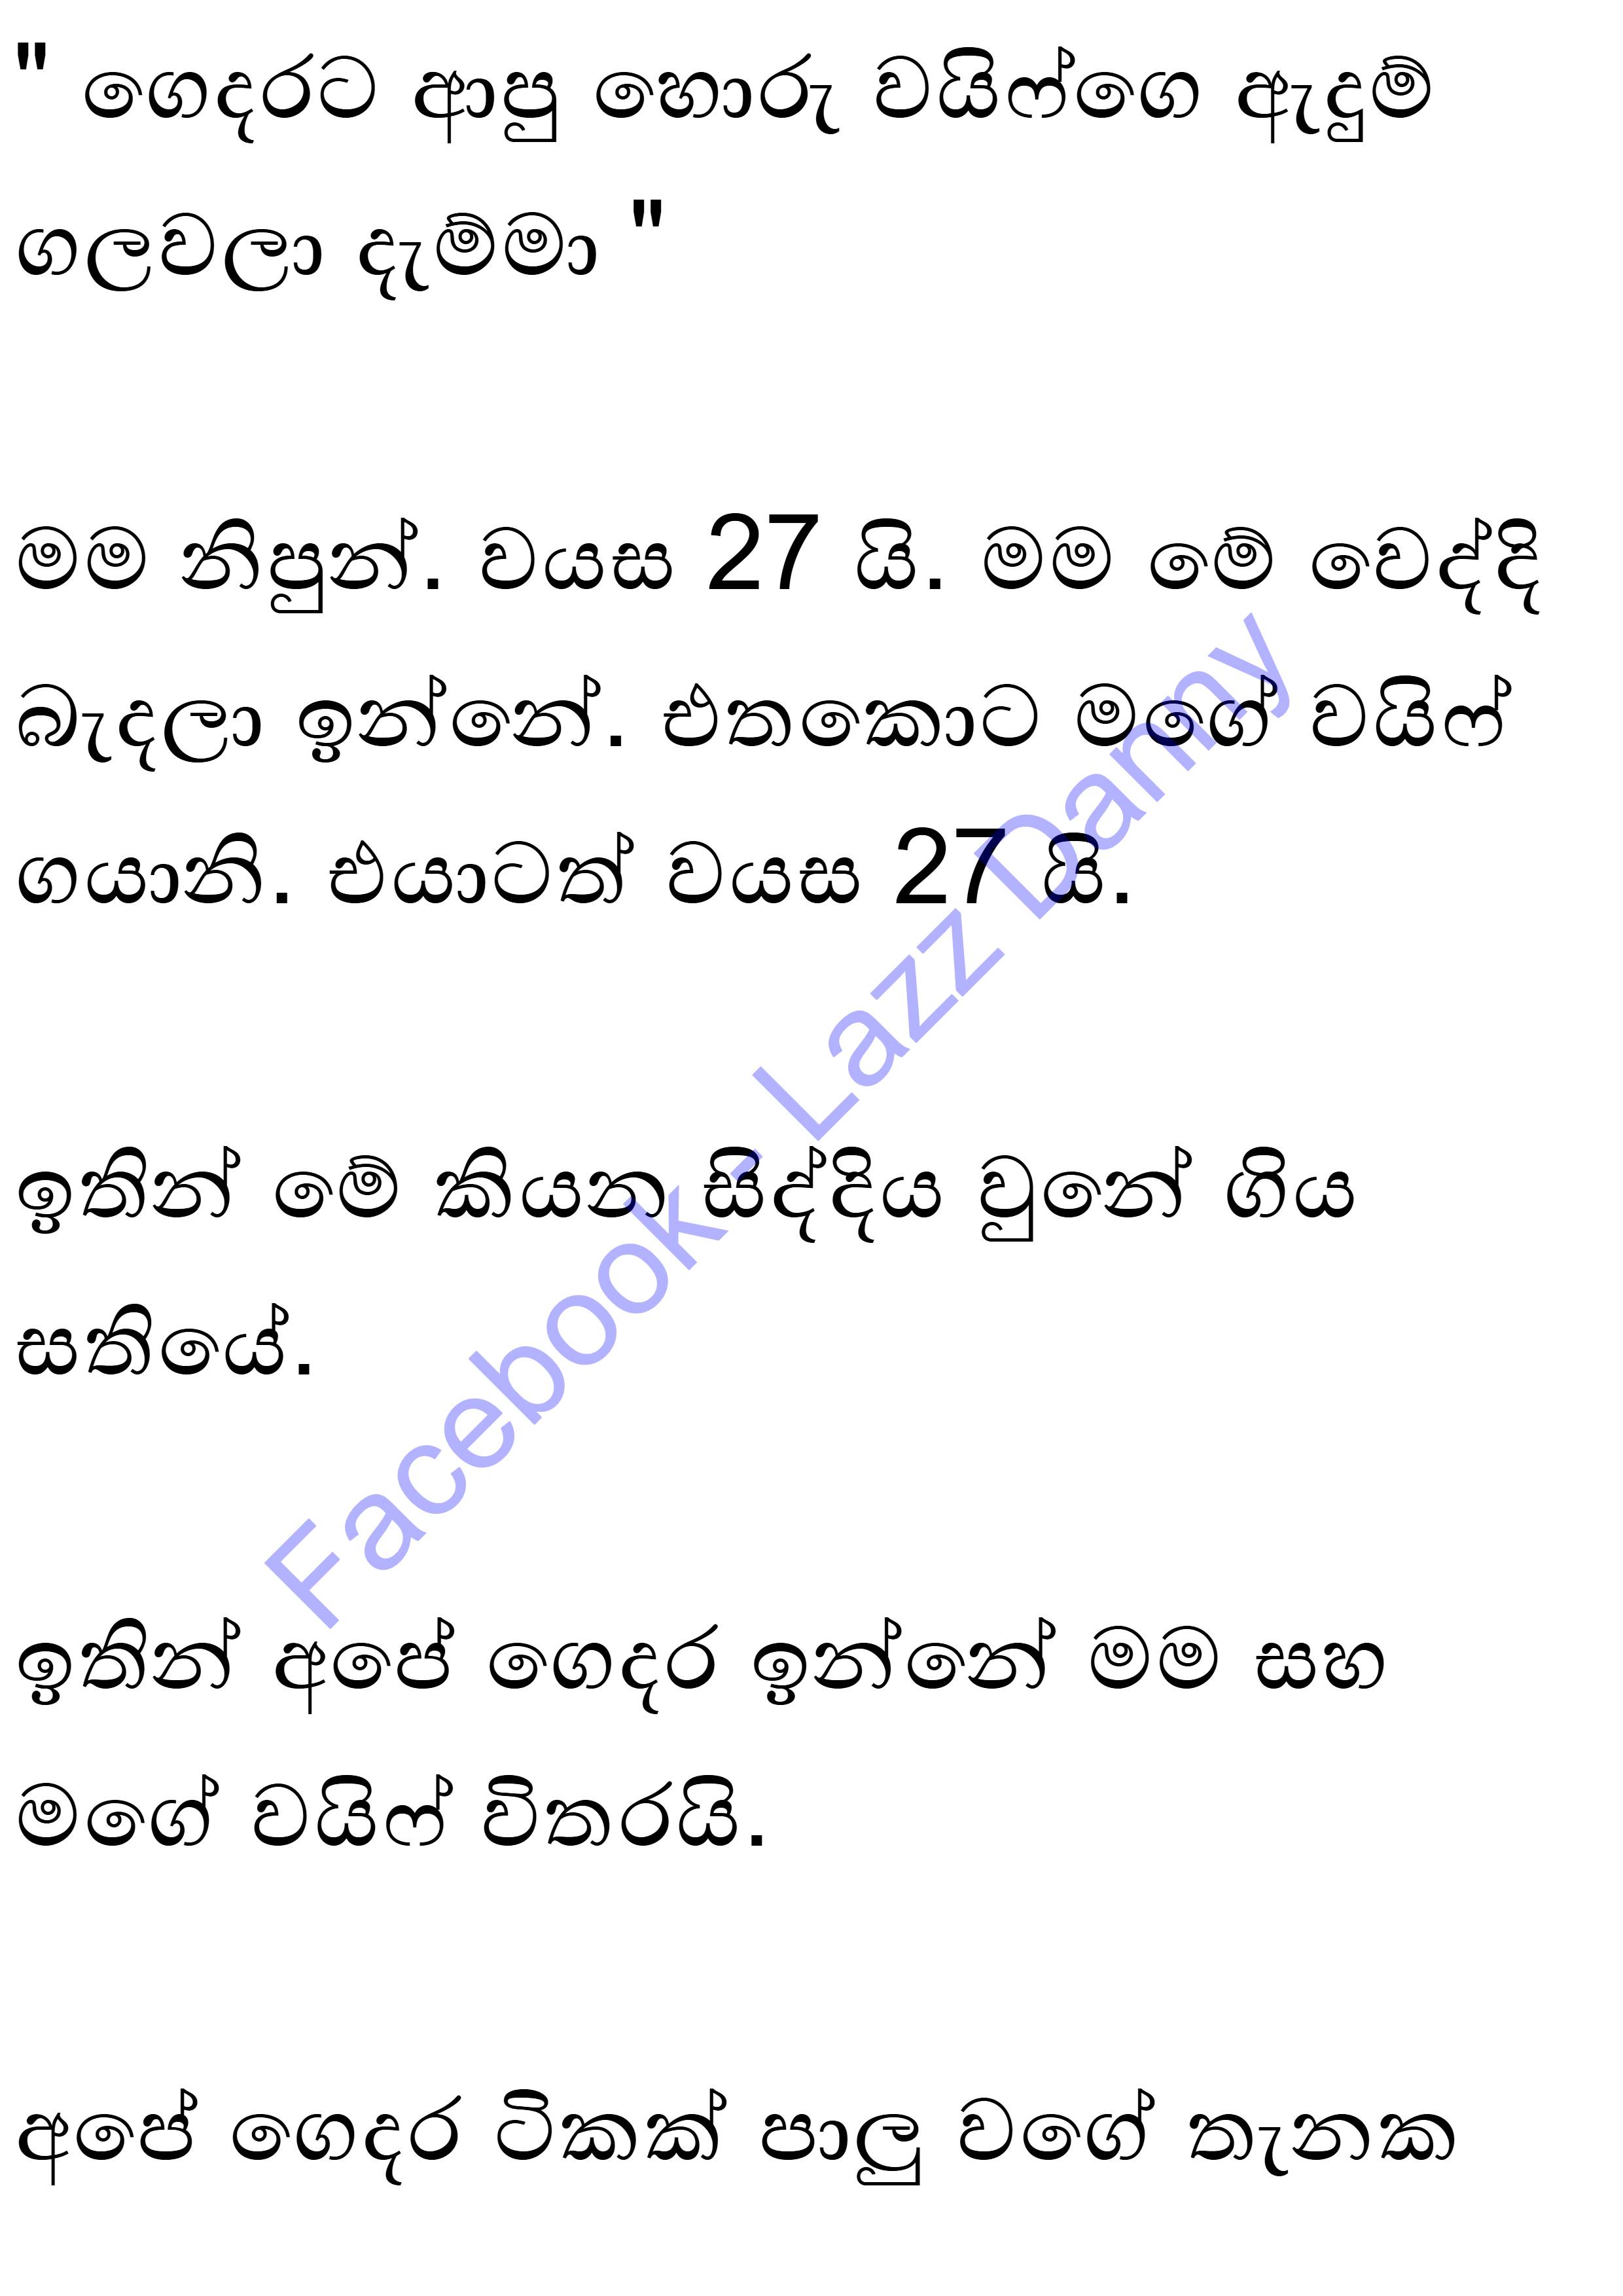 " ගෙදරට ආපු හොරු වයිෆ්ගෙ ඇඳුම්
ගලවලා දැම්මා "
මම නිපුන්. වයස 27 යි. මම මේ වෙද්දි
බැදලා ඉන්නේ. එතකොට මගේ වයිෆ්
ගයානි. එයාටත් වයස 27 යි.
ඉතින් මේ කියන සිද්දිය වුනේ ගිය
සතියේ.
ඉතින් අපේ ගෙදර ඉන්නේ මම සහ
මගේ වයිෆ් විතරයි.
අපේ ගෙදර ටිකක් පාලු වගේ තැනක
Facebook - Lazz Danny